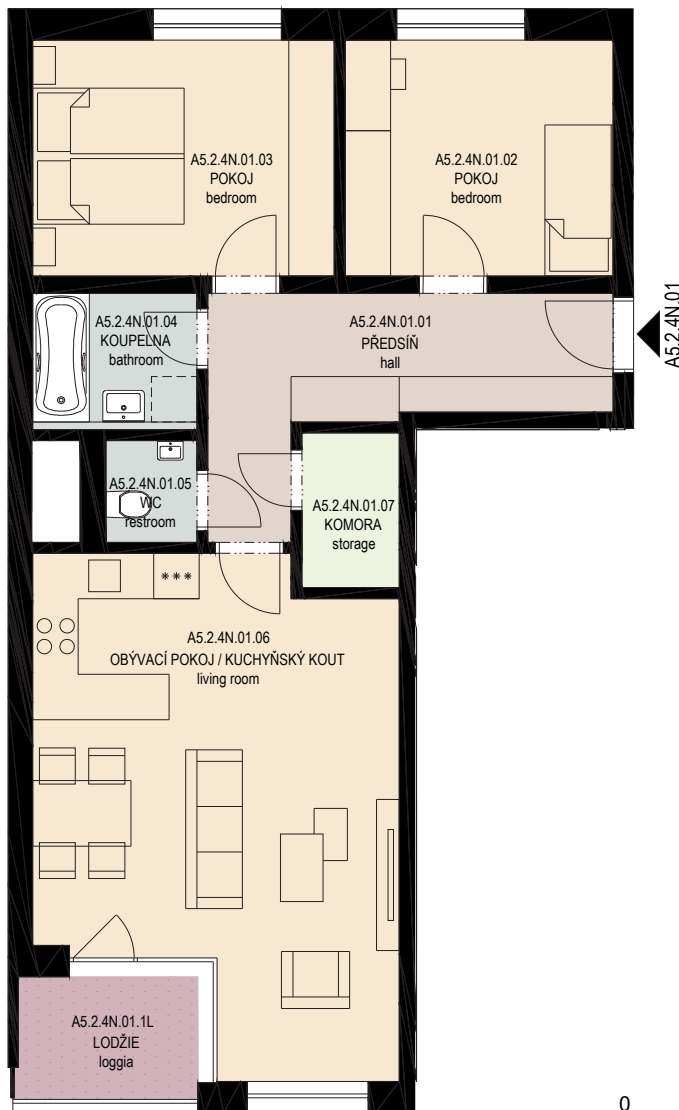 A5.2.4N.01.03
POKOJ
bedroom
A5.2.4N.01.02
POKOJ
bedroom
A5.2.4N.01.04
KOUPELNA
bathroom
A5.2.4N.01.01
PŘEDSÍŇ
hall
A5.2.4N.01
A5.2.4N.01.05
WC
restroom
A5.2.4N.01.07
KOMORA
storage
***
A5.2.4N.01.06
OBÝVACÍ POKOJ / KUCHYŇSKÝ KOUT
living room
A5.2.4N.01.1L
LODŽIE
loggia
0